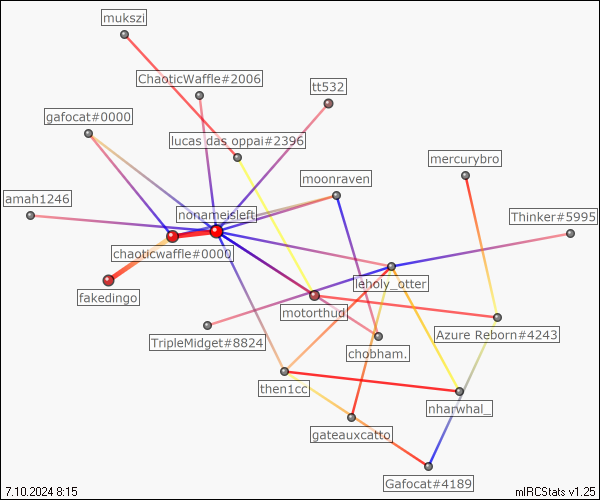 mukszi
ChaoticWaffle#2006
tt532
gafocat#0000
lucas das oppai#2396
mercurybro
moonraven
amah1246
nonameisleft
Thinker#5995
chaoticwaffle#0000
leholy_otter
fakedingo
motorthud
Azure Reborn#4243
TripleMidget#8824
chobham.
then1cc
nharwhal_
gateauxcatto
Gafocat#4189
7.10.2024 8:15
mIRCStats v1.25